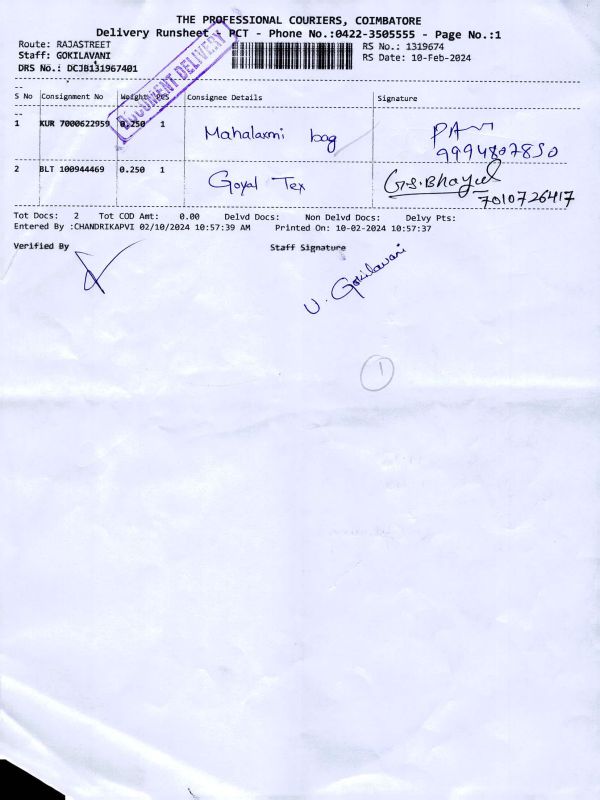 THE PROFESSIONAL COURIERS, COIMBATORE
Delivery Runsheet - PCT - Phone No.:0422-3505555 - Page No.:1
Route: RAJASTREET
Staff: GOKILAVANI
DRS No.: DCJB131967401
RS No.: 1319674
RS Date: 10-Feb-2024
DOCUMENT DELIVERY
S No Consignment No Weight PCS Consignee Details Signature
1 KUR 7000622959 0.250 1 Mahalaxmi bag
9994807850
2 BLT 100944469 0.250 1 Goyal Tex G.S.Bhayul
7010726417
Tot Docs: 2 Tot COD Amt: 0.00 Delvd Docs: Non Delvd Docs: Delvy Pts:
Entered By :CHANDRIKAPVI 02/10/2024 10:57:39 AM Printed On: 10-02-2024 10:57:37
Verified By Staff Signature
V. Gokilavani
1